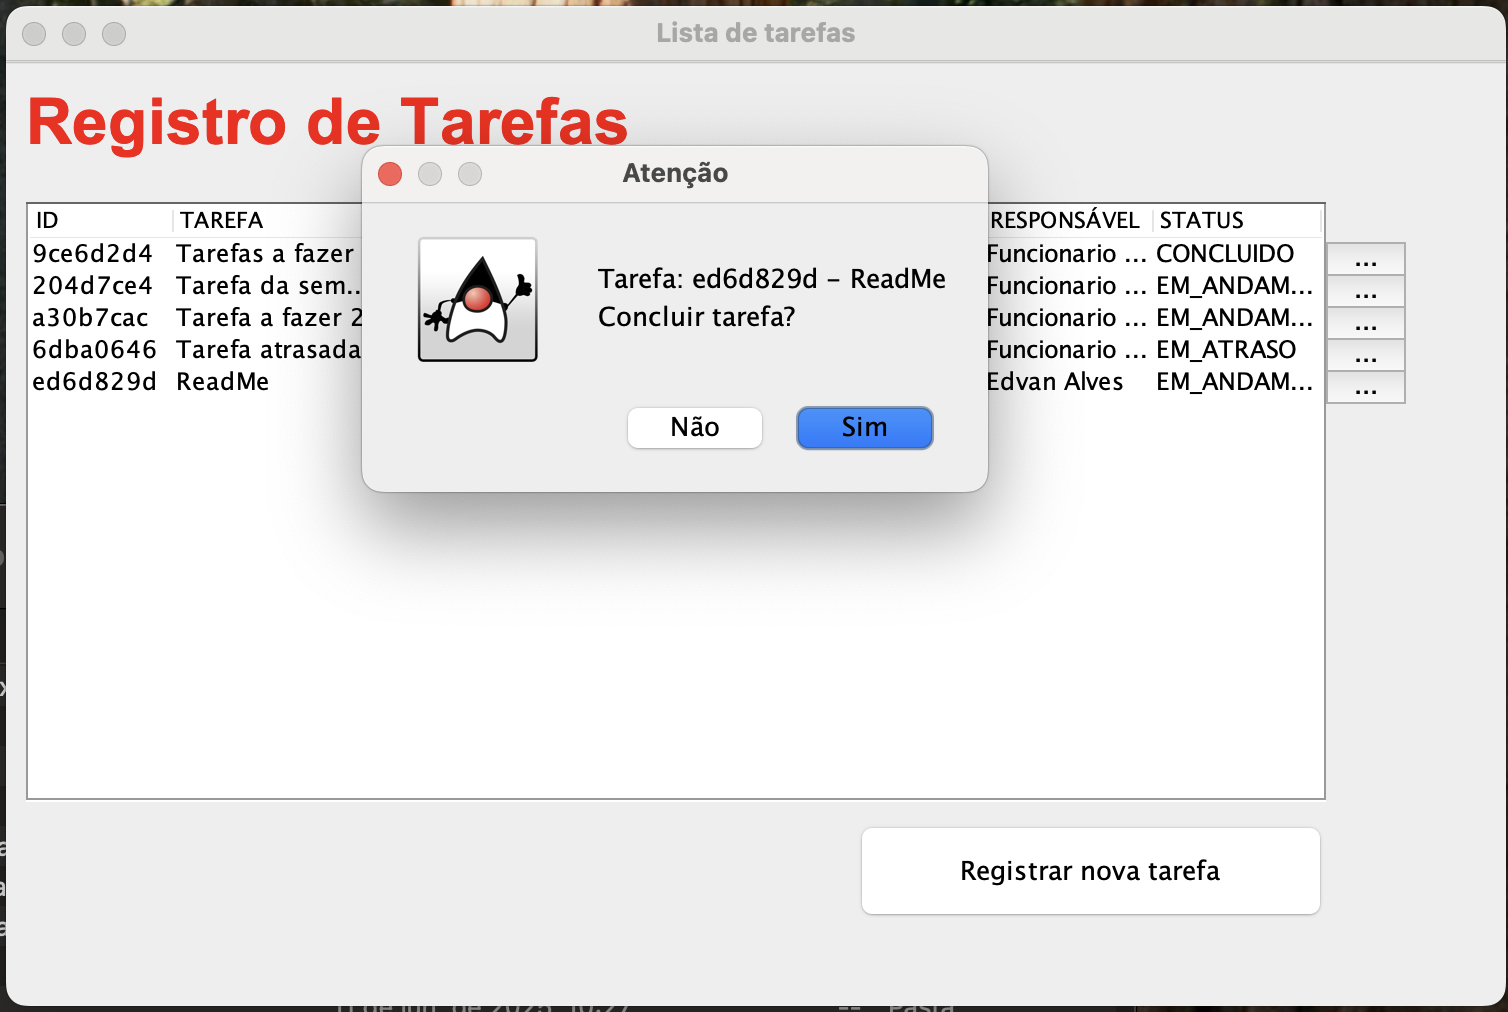 Lista de tarefas
Registro de Tarefas
Atenção
ID TAREFA RESPONSÁVEL STATUS
9ce6d2d4 Tarefas a fazer Funcionario ... CONCLUIDO ...
204d7ce4 Tarefa da sem... Funcionario ... EM_ANDAM... ...
a30b7cac Tarefa a fazer 2 Funcionario ... EM_ANDAM... ...
6dba0646 Tarefa atrasada Funcionario ... EM_ATRASO ...
ed6d829d ReadMe Edvan Alves EM_ANDAM... ...
Tarefa: ed6d829d - ReadMe
Concluir tarefa?
Não Sim
Registrar nova tarefa